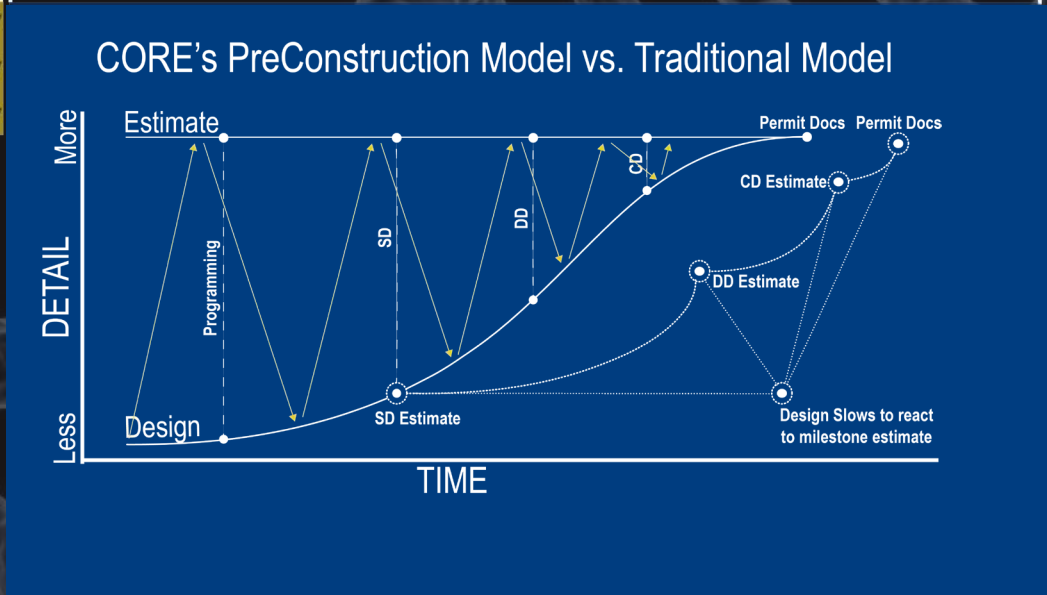 CORE's PreConstruction Model vs. Traditional Model
More
DETAIL
Less
Estimate
Design
Programming
SD
DD
CD
Permit Docs
Permit Docs
CD Estimate
DD Estimate
SD Estimate
Design Slows to react
to milestone estimate
TIME